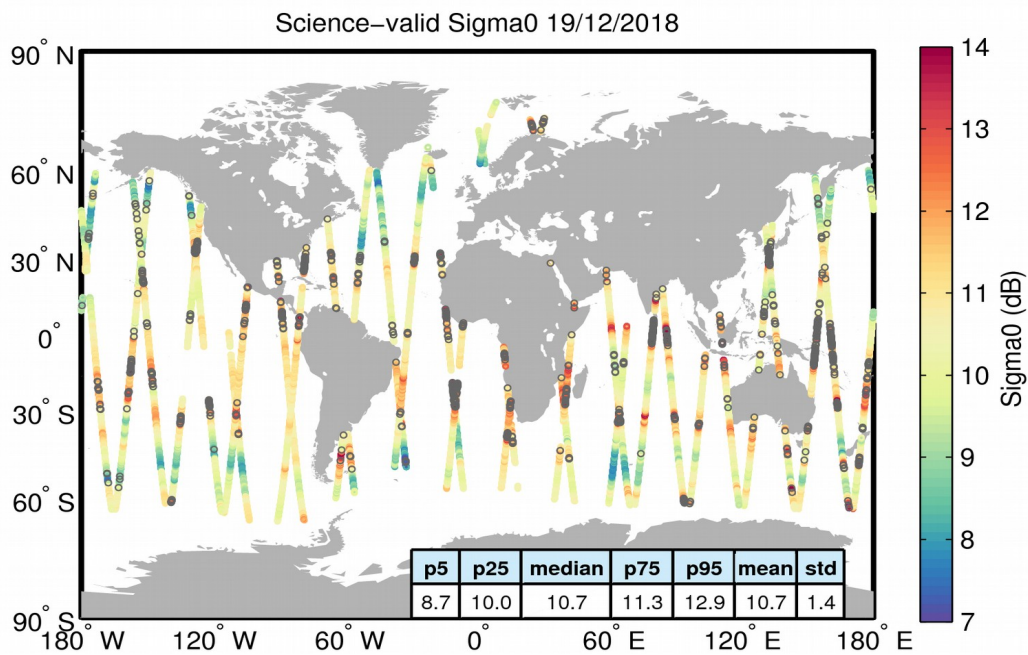 Science−valid Sigma0 19/12/2018
90° N
60° N
30° N
0°
30° S
60° S
90° S
180° W
120° W
60° W
0°
60° E
120° E
180° E
14
13
12
11
10
9
8
7
Sigma0 (dB)
p5 p25 median p75 p95 mean std
8.7 10.0 10.7 11.3 12.9 10.7 1.4